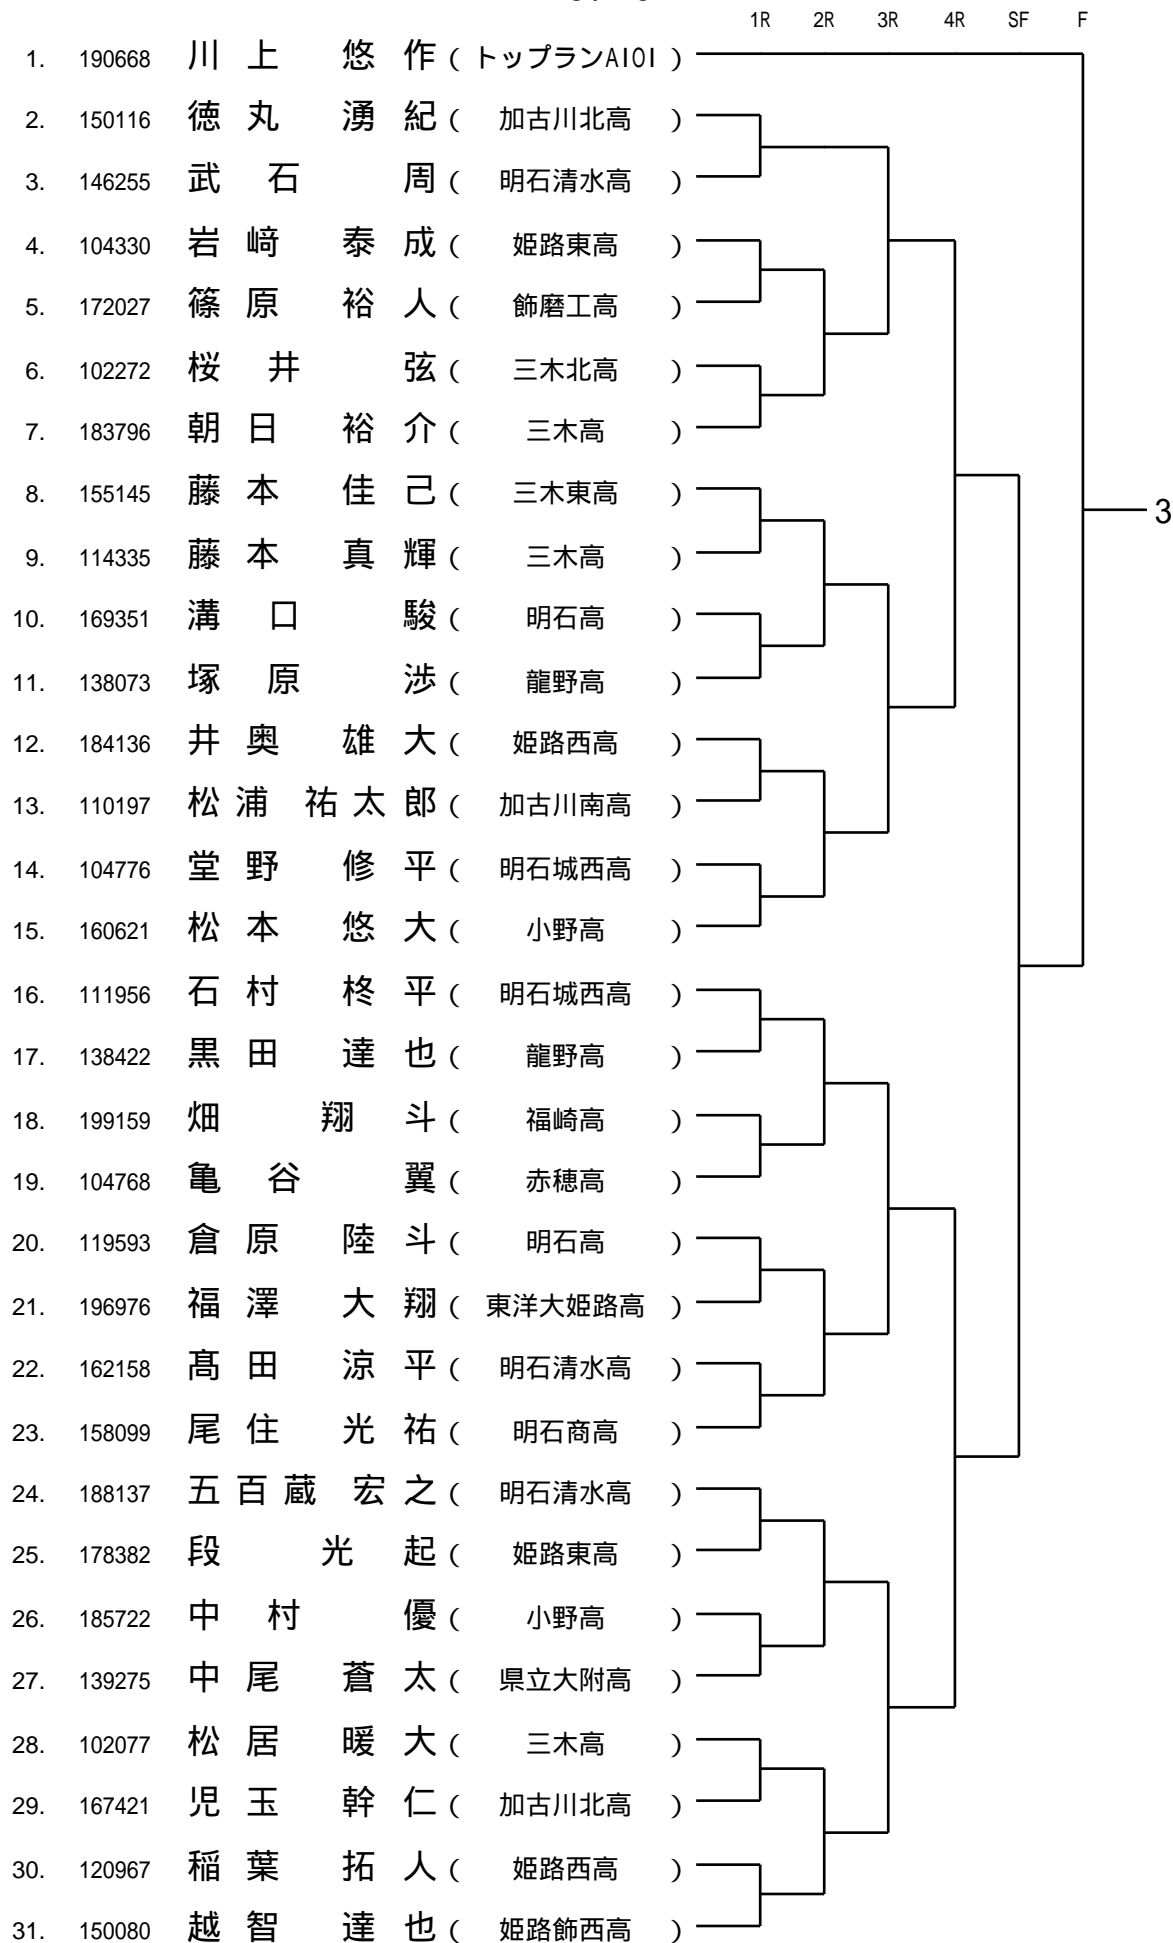 1R 2R 3R 4R SF F
1. 190668 川上 悠作 ( トップランAIOI )
2. 150116 徳丸 湧紀 ( 加古川北高 )
3. 146255 武石 周 ( 明石清水高 )
4. 104330 岩﨑 泰成 ( 姫路東高 )
5. 172027 篠原 裕人 ( 飾磨工高 )
6. 102272 桜井 弦 ( 三木北高 )
7. 183796 朝日 裕介 ( 三木高 )
8. 155145 藤本 佳己 ( 三木東高 )
3
9. 114335 藤本 真輝 ( 三木高 )
10. 169351 溝口 駿 ( 明石高 )
11. 138073 塚原 渉 ( 龍野高 )
12. 184136 井奥 雄大 ( 姫路西高 )
13. 110197 松浦 祐太郎 ( 加古川南高 )
14. 104776 堂野 修平 ( 明石城西高 )
15. 160621 松本 悠大 ( 小野高 )
16. 111956 石村 柊平 ( 明石城西高 )
17. 138422 黒田 達也 ( 龍野高 )
18. 199159 畑 翔斗 ( 福崎高 )
19. 104768 亀谷 翼 ( 赤穂高 )
20. 119593 倉原 陸斗 ( 明石高 )
21. 196976 福澤 大翔 ( 東洋大姫路高 )
22. 162158 髙田 涼平 ( 明石清水高 )
23. 158099 尾住 光祐 ( 明石商高 )
24. 188137 五百蔵 宏之 ( 明石清水高 )
25. 178382 段 光起 ( 姫路東高 )
26. 185722 中村 優 ( 小野高 )
27. 139275 中尾 蒼太 ( 県立大附高 )
28. 102077 松居 暖大 ( 三木高 )
29. 167421 児玉 幹仁 ( 加古川北高 )
30. 120967 稲葉 拓人 ( 姫路西高 )
31. 150080 越智 達也 ( 姫路飾西高 )